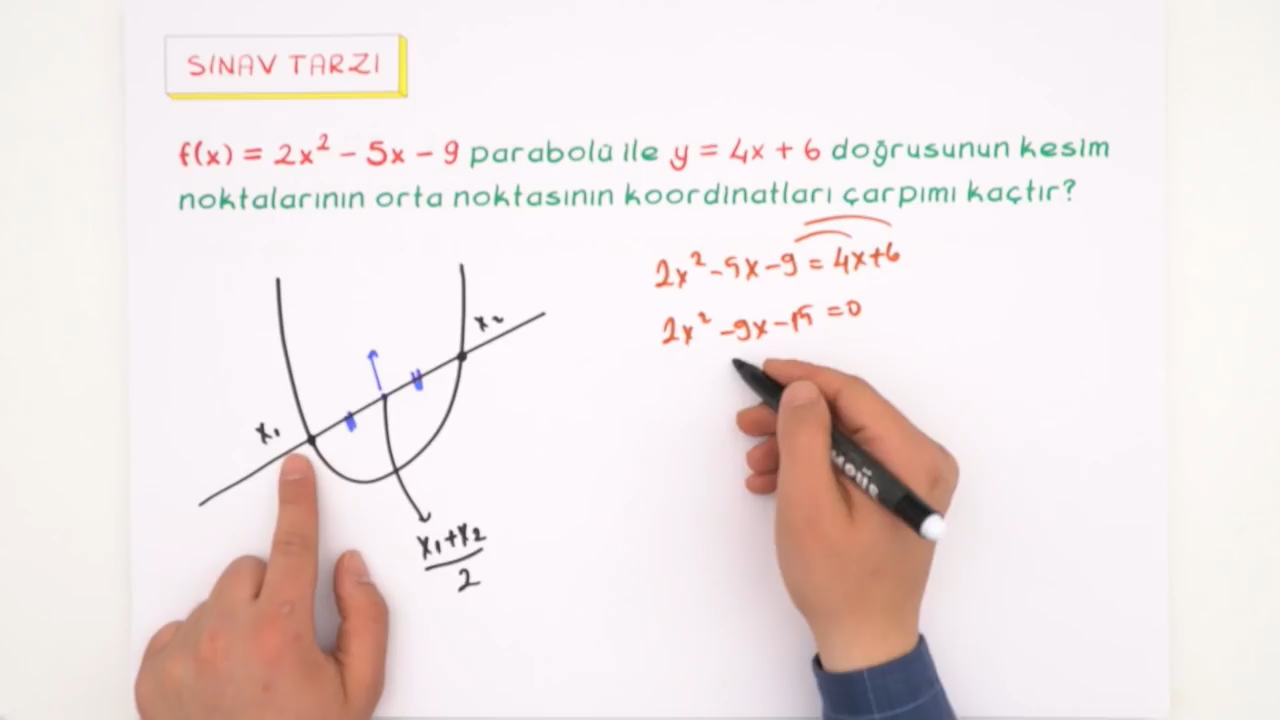 SINAV TARZI
f(x) = 2x² - 5x - 9 parabolü ile y = 4x + 6 doğrusunun kesim
noktalarının orta noktasının koordinatları çarpımı kaçtır?
2x² - 5x - 9 = 4x + 6
2x² - 9x - 15 = 0
x₂
x₁
x₁+x₂
2